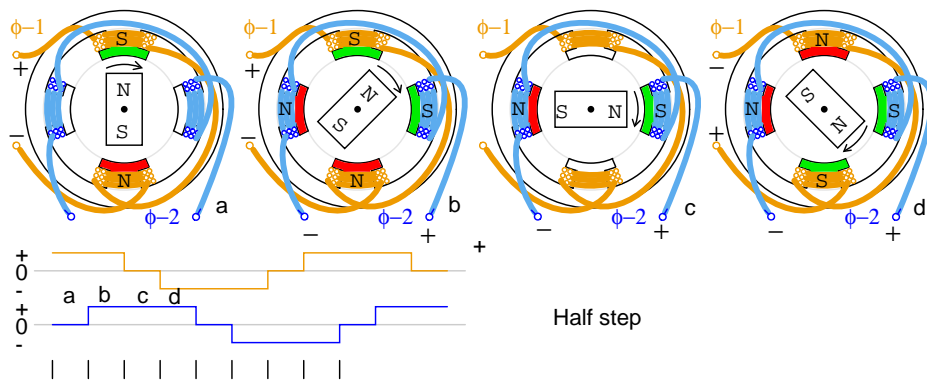 ϕ-1 S ϕ-1 S ϕ-1 ϕ-1 N
+ + − −
N N N S
N S N S N S N S
S S N
− − +
N N S
ϕ-2 a ϕ-2 b ϕ-2 c ϕ-2 d
− + − + − +
+
+
0
-
a b c d
+
0
-
Half step